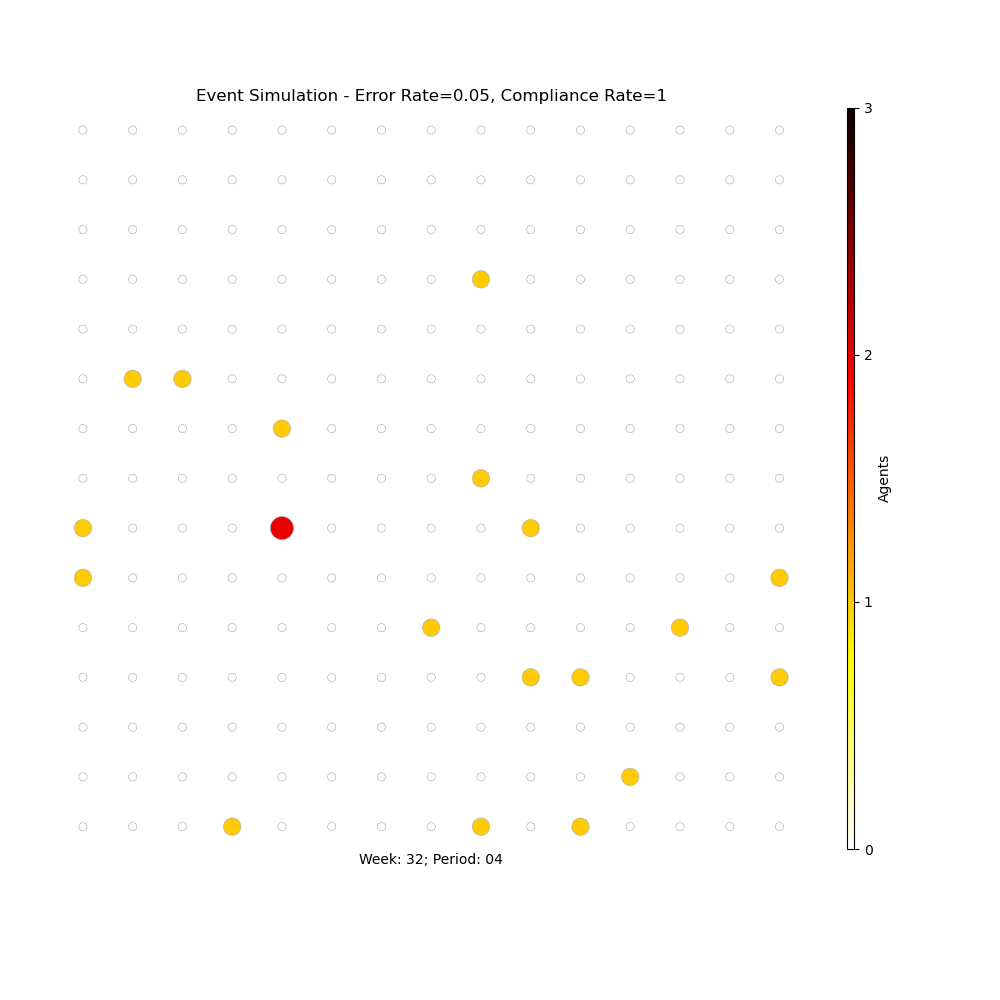 Event Simulation - Error Rate=0.05, Compliance Rate=1
3
2
Agents
1
0
Week: 32; Period: 04